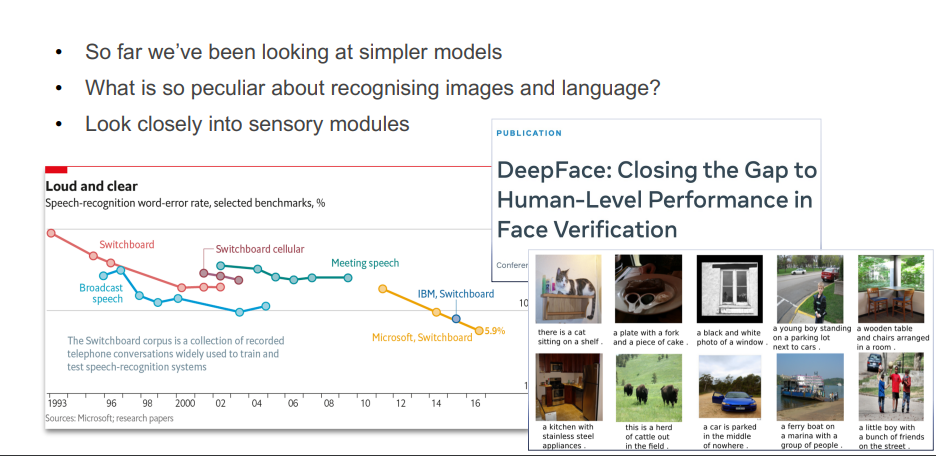 • So far we've been looking at simpler models
• What is so peculiar about recognising images and language?
• Look closely into sensory modules
Loud and clear
Speech-recognition word-error rate, selected benchmarks, %
Switchboard
Switchboard cellular
Meeting speech
Broadcast
speech
IBM, Switchboard
10
Microsoft, Switchboard
5.9%
The Switchboard corpus is a collection of recorded
telephone conversations widely used to train and
test speech-recognition systems
1
1993 96 98 2000 02 04 06 08 10 12 14 16
Sources: Microsoft; research papers
PUBLICATION
DeepFace: Closing the Gap to
Human-Level Performance in
Face Verification
there is a cat
sitting on a shelf .
a plate with a fork
and a piece of cake .
a black and white
photo of a window .
a young boy standing
on a parking lot
next to cars .
a wooden table
and chairs arranged
in a room .
a kitchen with
stainless steel
appliances .
this is a herd
of cattle out
in the field .
a car is parked
in the middle
of nowhere .
a ferry boat on
a marina with a
group of people .
a little boy with
a bunch of friends
on the street .